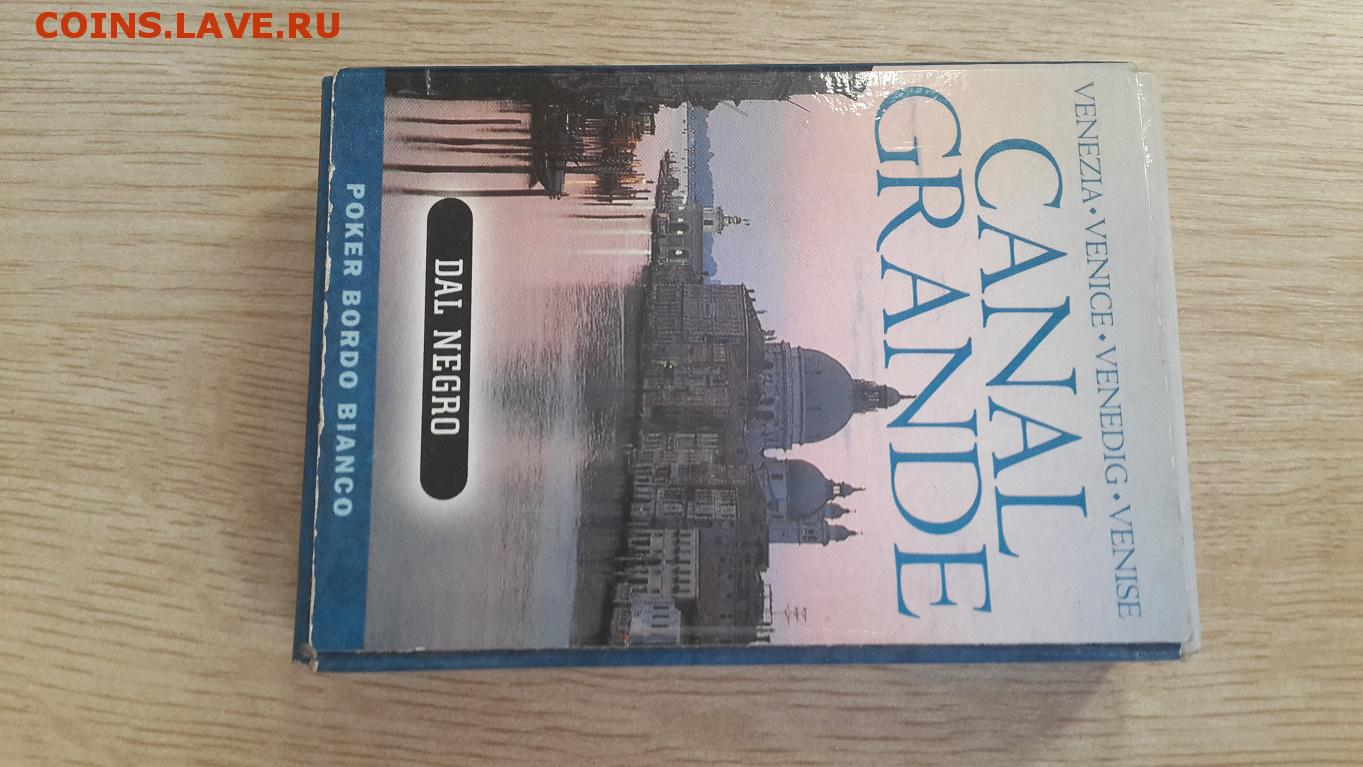 COINS.LAVE.RU
VENEZIA • VENICE • VENEDIG • VENISE
CANAL
GRANDE
DAL NEGRO
POKER BORDO BIANCO